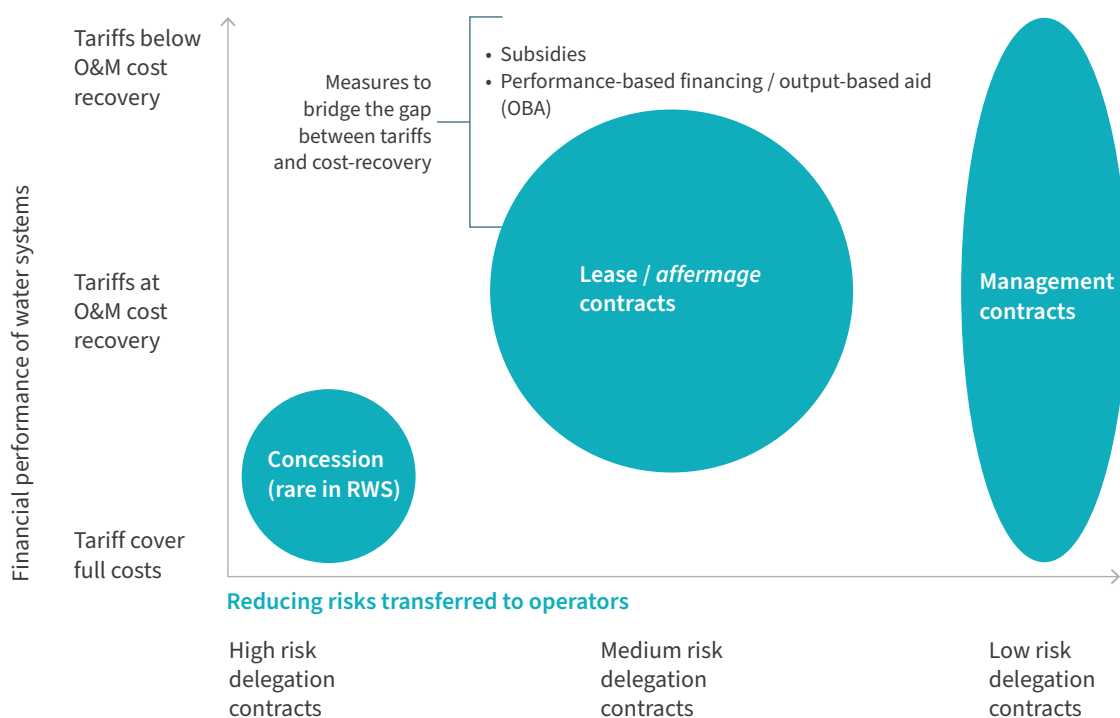 Financial performance of water systems
Tariffs below
O&M cost
recovery
Measures to
bridge the gap
between tariffs
and cost-recovery
• Subsidies
• Performance-based financing / output-based aid
(OBA)
Tariffs at
O&M cost
recovery
Lease / affermage
contracts
Management
contracts
Concession
(rare in RWS)
Tariff cover
full costs
Reducing risks transferred to operators
High risk
delegation
contracts
Medium risk
delegation
contracts
Low risk
delegation
contracts